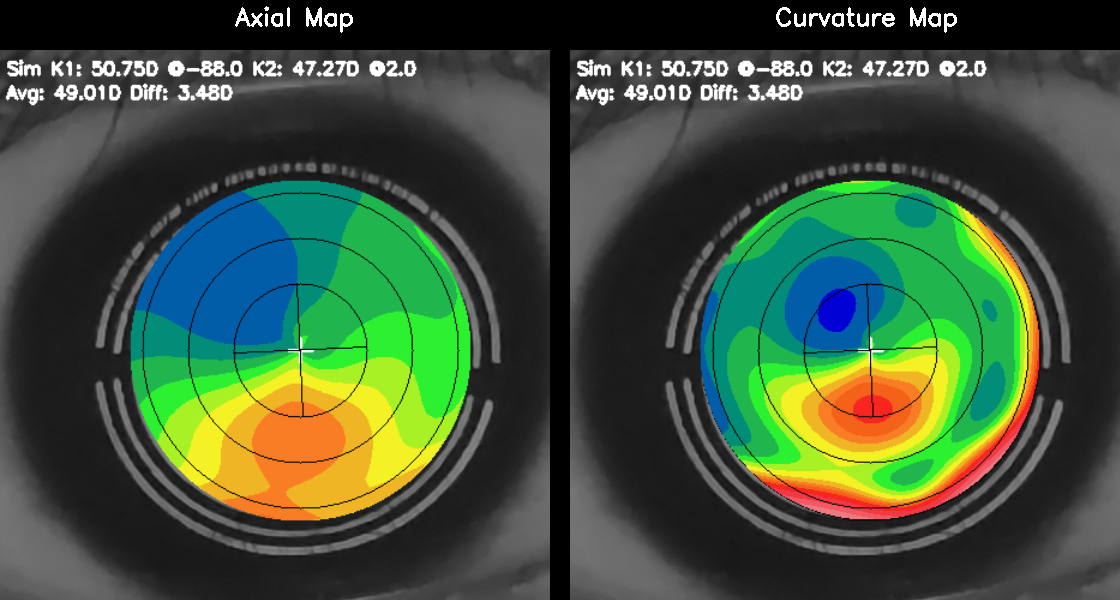 Axial Map
Curvature Map
Sim K1: 50.75D @-88.0 K2: 47.27D @2.0
Avg: 49.01D Diff: 3.48D
Sim K1: 50.75D @-88.0 K2: 47.27D @2.0
Avg: 49.01D Diff: 3.48D